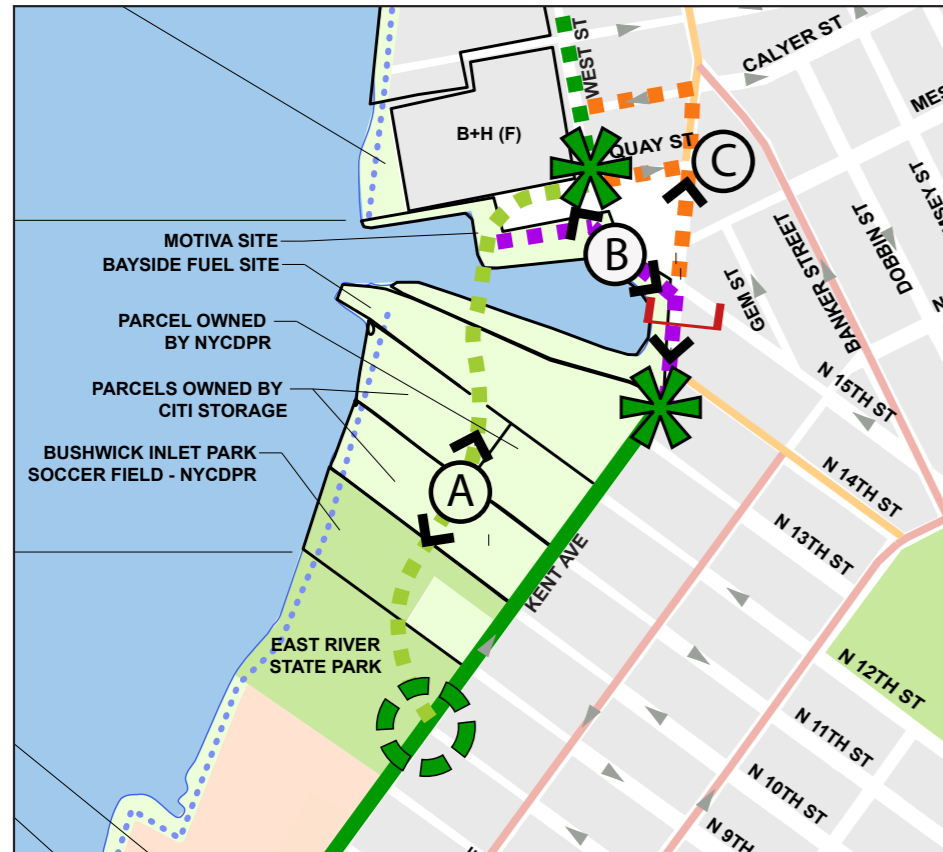 CALYER ST
WEST ST
B+H (F)
QUAY ST
C
MOTIVA SITE
BAYSIDE FUEL SITE
B
PARCEL OWNED
BY NYCDPR
GEM ST
BANKER STREET
DOBBIN ST
PARCELS OWNED BY
CITI STORAGE
N 15TH ST
BUSHWICK INLET PARK
SOCCER FIELD - NYCDPR
A
N 14TH ST
N 13TH ST
KENT AVE
EAST RIVER
STATE PARK
N 12TH ST
N 11TH ST
N 10TH ST
N 9TH